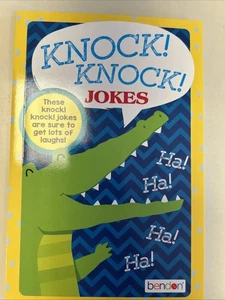 KNOCK!
KNOCK!
JOKES
These
knock!
knock! jokes
are sure to
get lots of
laughs!
Ha!
Ha!
Ha!
Ha!
bendon